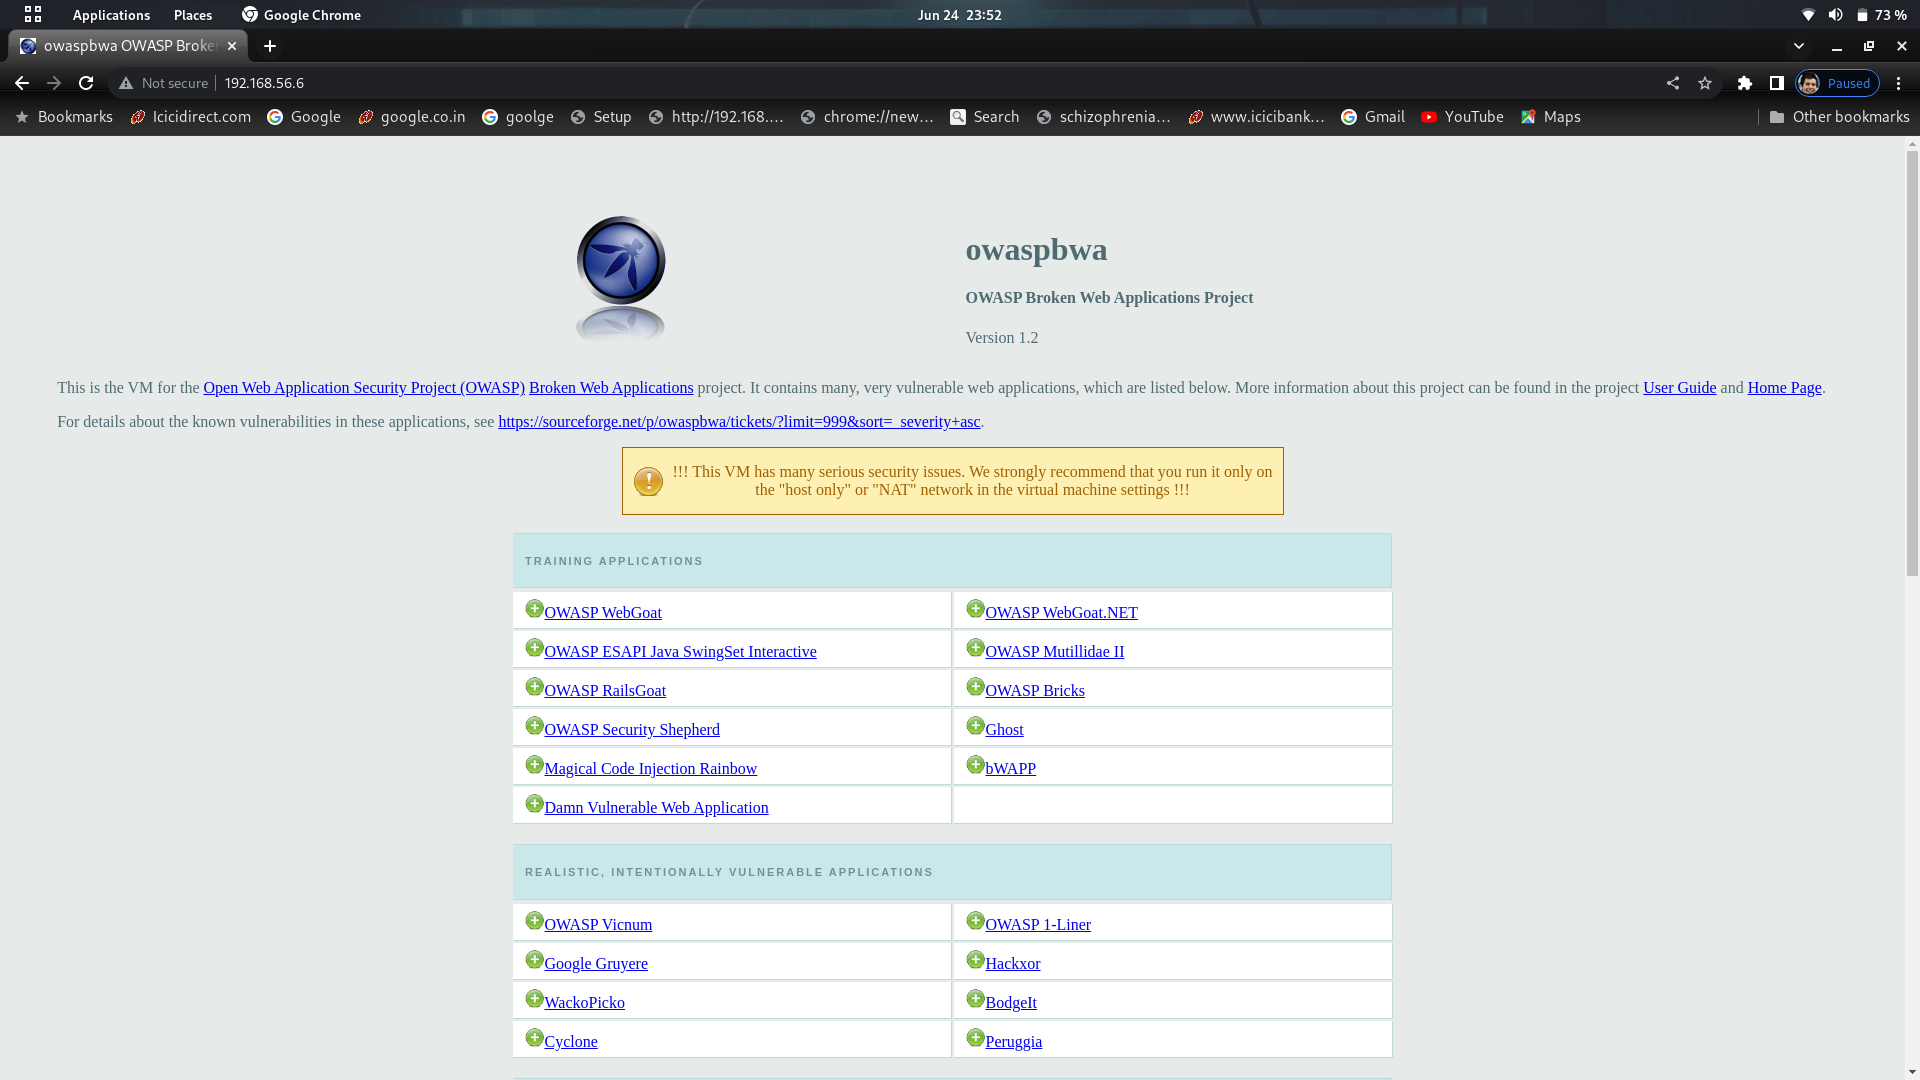 Applications Places Google Chrome Jun 24 23:52 73 %
owaspbwa OWASP Broken
Not secure 192.168.56.6 Paused
Bookmarks Icicidirect.com Google google.co.in goolge Setup http://192.168.... chrome://new... Search schizophrenia... www.icicibank... Gmail YouTube Maps Other bookmarks
owaspbwa
OWASP Broken Web Applications Project
Version 1.2
This is the VM for the Open Web Application Security Project (OWASP) Broken Web Applications project. It contains many, very vulnerable web applications, which are listed below. More information about this project can be found in the project User Guide and Home Page.
For details about the known vulnerabilities in these applications, see https://sourceforge.net/p/owaspbwa/tickets/?limit=999&sort=_severity+asc.
!!! This VM has many serious security issues. We strongly recommend that you run it only on
the "host only" or "NAT" network in the virtual machine settings !!!
TRAINING APPLICATIONS
OWASP WebGoat OWASP WebGoat.NET
OWASP ESAPI Java SwingSet Interactive OWASP Mutillidae II
OWASP RailsGoat OWASP Bricks
OWASP Security Shepherd Ghost
Magical Code Injection Rainbow bWAPP
Damn Vulnerable Web Application
REALISTIC, INTENTIONALLY VULNERABLE APPLICATIONS
OWASP Vicnum OWASP 1-Liner
Google Gruyere Hackxor
WackoPicko BodgeIt
Cyclone Peruggia